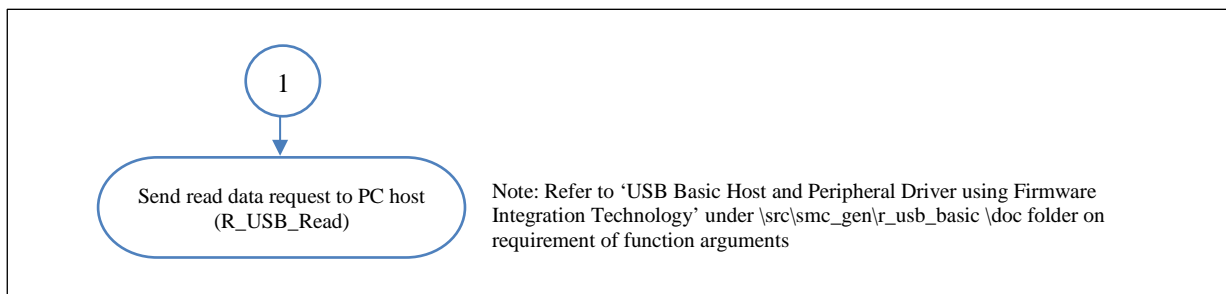 1
Send read data request to PC host
(R_USB_Read)
Note: Refer to ‘USB Basic Host and Peripheral Driver using Firmware
Integration Technology’ under \src\smc_gen\r_usb_basic \doc folder on
requirement of function arguments